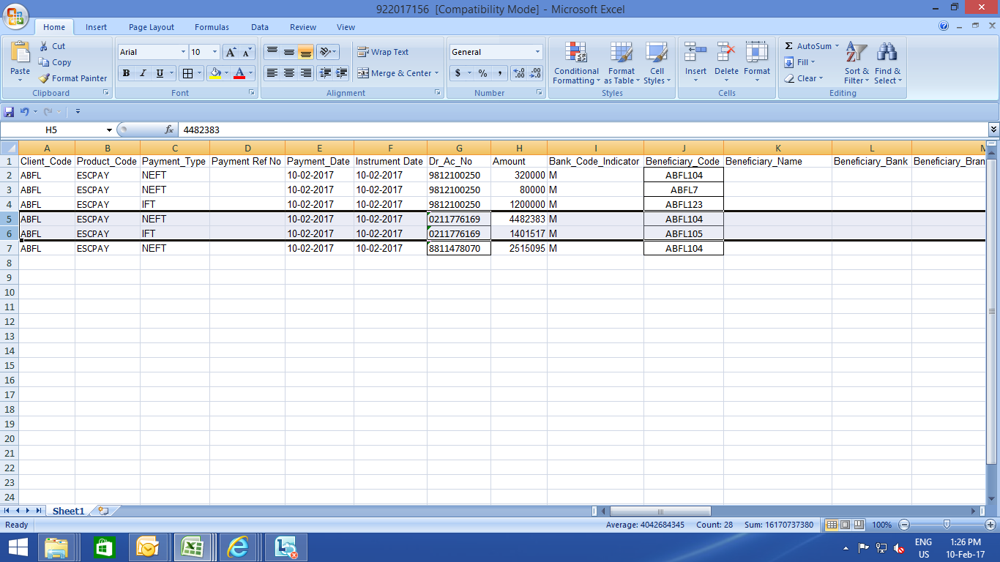 922017156 [Compatibility Mode] - Microsoft Excel
Home Insert Page Layout Formulas Data Review View
Paste Cut Copy Format Painter Clipboard
Arial 10 B I U A A A Font
Wrap Text Merge & Center Alignment
General $ % , Number
Conditional Formatting Format as Table Cell Styles Styles
Insert Delete Format Cells
Σ AutoSum Fill Clear Sort & Filter Find & Select Editing
H5 fx 4482383
A B C D E F G H I J K L M
1 Client_Code Product_Code Payment_Type Payment Ref No Payment_Date Instrument Date Dr_Ac_No Amount Bank_Code_Indicator Beneficiary_Code Beneficiary_Name Beneficiary_Bank Beneficiary_Bran
2 ABFL ESCPAY NEFT 10-02-2017 10-02-2017 9812100250 320000 M ABFL104
3 ABFL ESCPAY NEFT 10-02-2017 10-02-2017 9812100250 80000 M ABFL7
4 ABFL ESCPAY IFT 10-02-2017 10-02-2017 9812100250 1200000 M ABFL123
5 ABFL ESCPAY NEFT 10-02-2017 10-02-2017 0211776169 4482383 M ABFL104
6 ABFL ESCPAY IFT 10-02-2017 10-02-2017 0211776169 1401517 M ABFL105
7 ABFL ESCPAY NEFT 10-02-2017 10-02-2017 8811478070 2515095 M ABFL104
8
9
10
11
12
13
14
15
16
17
18
19
20
21
22
23
24
Sheet1
Ready Average: 4042684345 Count: 28 Sum: 16170737380 100%
ENG 1:26 PM
US 10-Feb-17